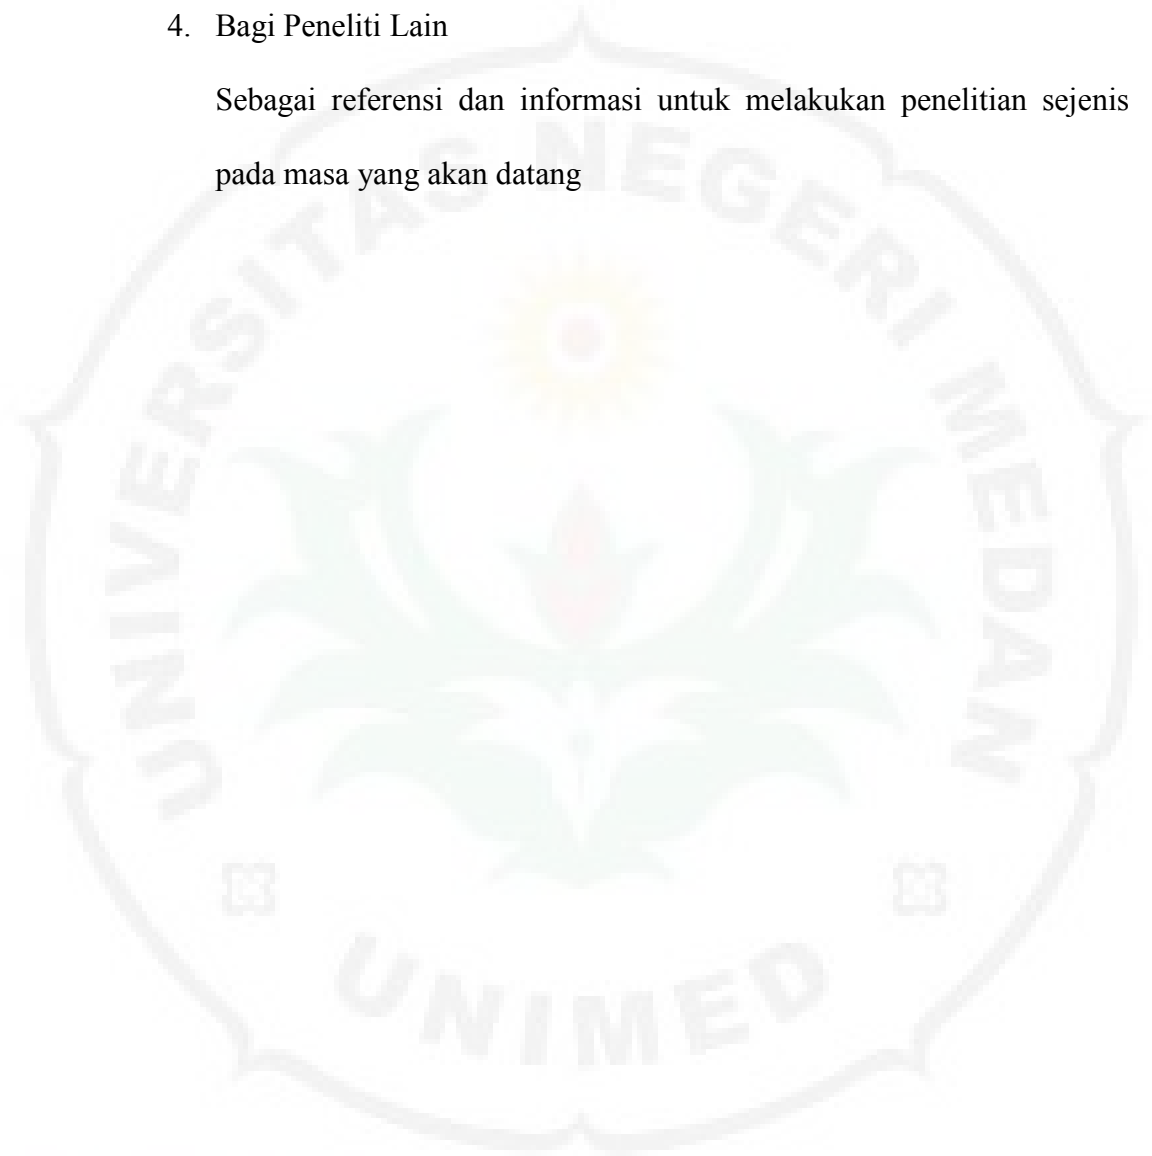 4. Bagi Peneliti Lain
Sebagai referensi dan informasi untuk melakukan penelitian sejenis
pada masa yang akan datang
UNIVERSITAS NEGERI MEDAN
UNIMED